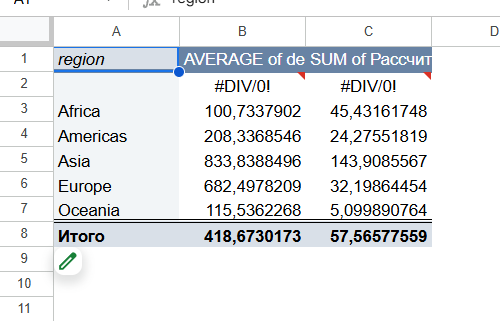 A B C D
1 region AVERAGE of de SUM of Рассчит
2 #DIV/0! #DIV/0!
3 Africa 100,7337902 45,43161748
4 Americas 208,3368546 24,27551819
5 Asia 833,8388496 143,9085567
6 Europe 682,4978209 32,19864454
7 Oceania 115,5362268 5,099890764
8 Итого 418,6730173 57,56577559
9
10
11